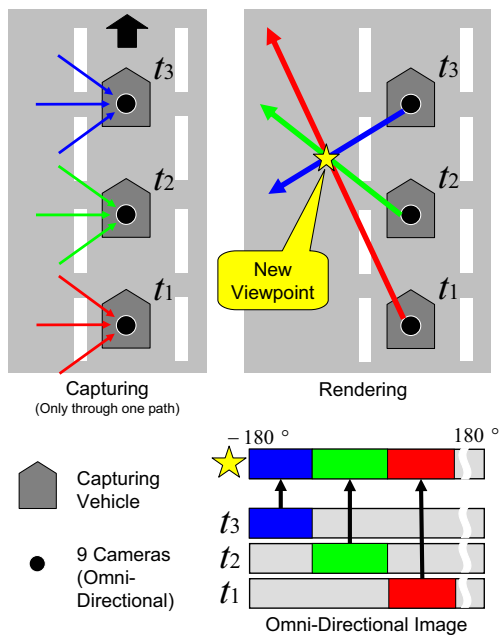 t3
t2
t1
t3
t2
t1
New
Viewpoint
Capturing
(Only through one path)
Rendering
Capturing
Vehicle
9 Cameras
(Omni-
Directional)
−180 °
180 °
t3
t2
t1
Omni-Directional Image